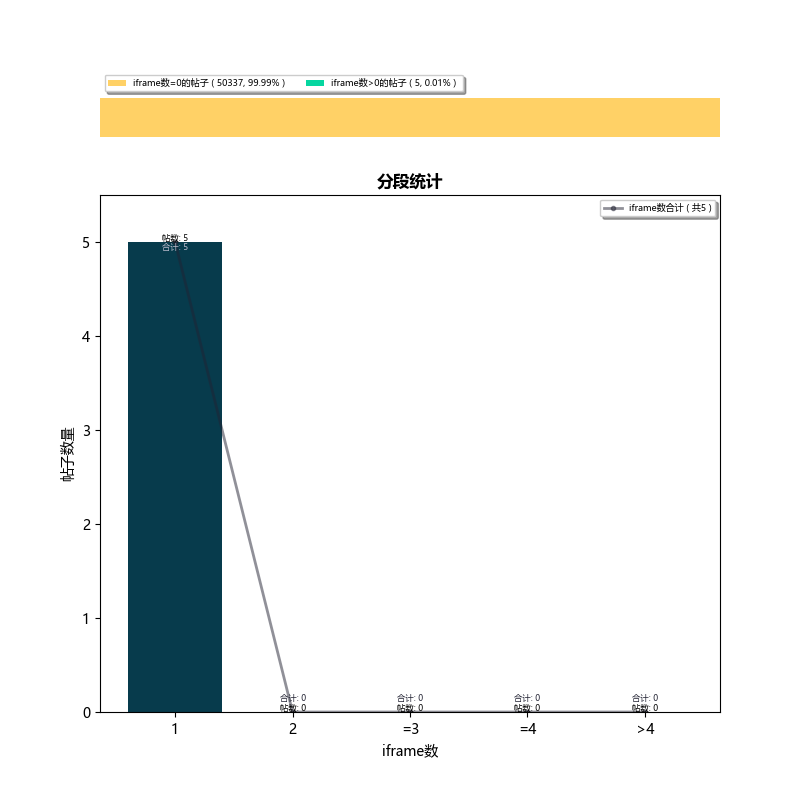 iframe数=0的帖子 ( 50337, 99.99% ) iframe数>0的帖子 ( 5, 0.01% )
分段统计
iframe数合计 ( 共5 )
帖数: 5
合计: 5
5
4
3
2
1
0
帖子数量
合计: 0 合计: 0 合计: 0 合计: 0
帖数: 0 帖数: 0 帖数: 0 帖数: 0
1 2 =3 =4 >4
iframe数